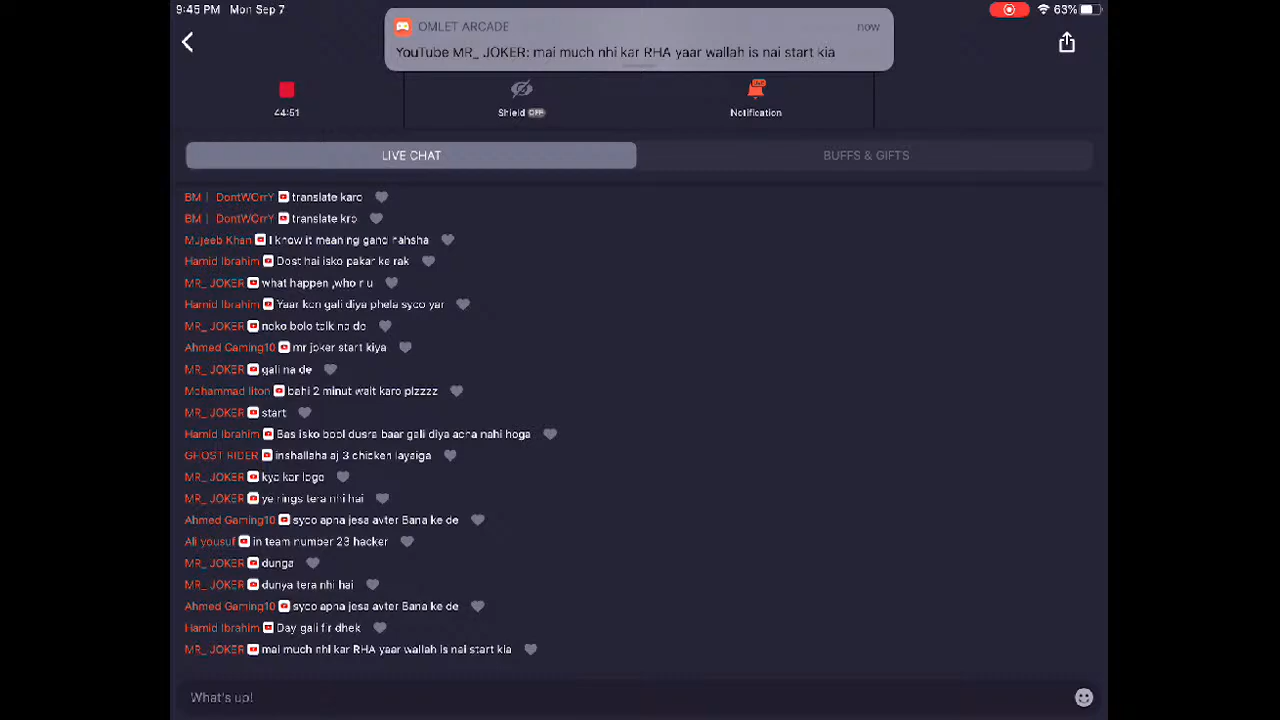 9:45 PM Mon Sep 7
63%
OMLET ARCADE
now
YouTube MR_ JOKER: mai much nhi kar RHA yaar wallah is nai start kia
44:51
Shield OFF
Notification
LIVE CHAT
BUFFS & GIFTS
BM | DontWOrrY translate karo
BM | DontWOrrY translate kro
Mujeeb Khan I know it meaning gand rahsha
Hamid Ibrahim Dost hai isko pakar ke rak
MR_ JOKER what happen ,who r u
Hamid Ibrahim Yaar kon gali diya phela syco yar
MR_ JOKER noko bolo talk na do
Ahmed Gaming10 mr joker start kiya
MR_ JOKER gali na de
Mohammad liton bahi 2 minut wait karo plzzzz
MR_ JOKER start
Hamid Ibrahim Bas isko bool dusra baar gali diya acha nahi hoga
GHOST RIDER inshallaha aj 3 chicken layaiga
MR_ JOKER kya kar loge
MR_ JOKER ye rings tera nhi hai
Ahmed Gaming10 syco apna jesa avter Bana ke de
Ali yousuf in team number 23 hacker
MR_ JOKER dunga
MR_ JOKER dunya tera nhi hai
Ahmed Gaming10 syco apna jesa avter Bana ke de
Hamid Ibrahim Day gali fir dhek
MR_ JOKER mai much nhi kar RHA yaar wallah is nai start kia
What's up!